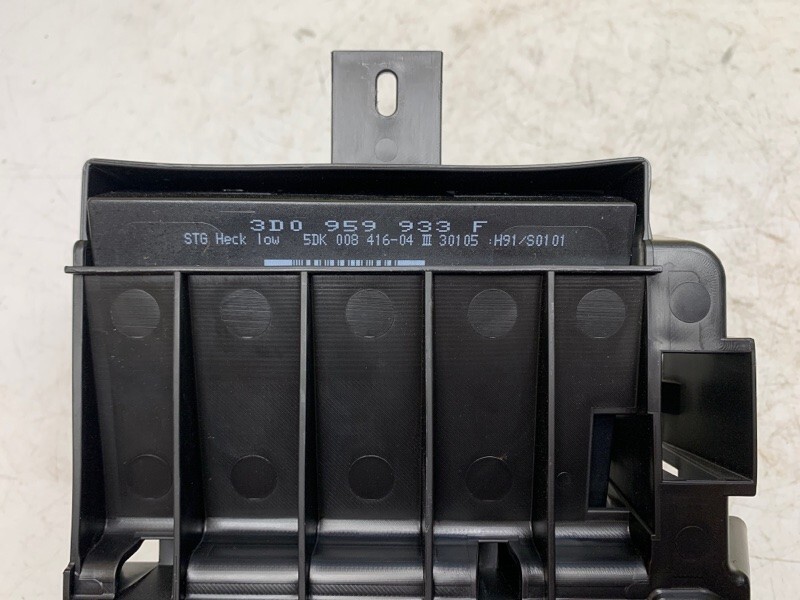 3D0 959 933 F
STG Heck low 5DK 008 416-04 III 30105 :H91/S0101